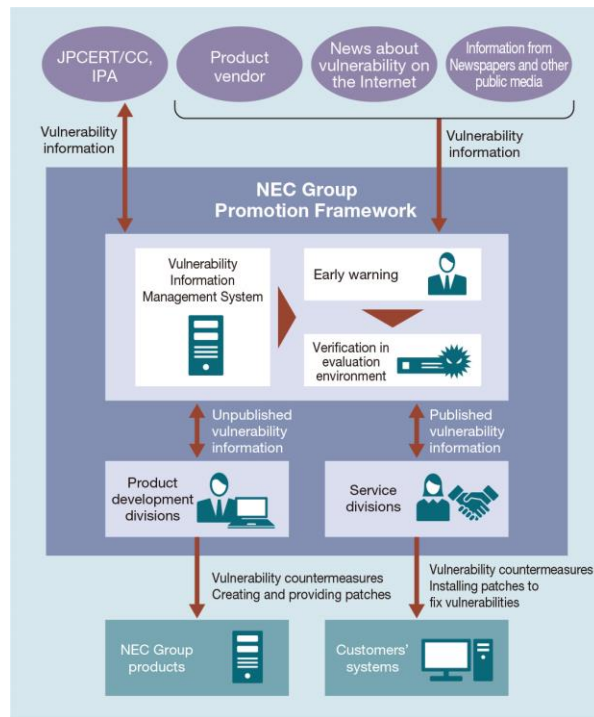 JPCERT/CC,
IPA
Product
vendor
News about
vulnerability on
the Internet
Information from
Newspapers and other
public media
Vulnerability
information
Vulnerability
information
NEC Group
Promotion Framework
Vulnerability
Information
Management System
Early warning
Verification in
evaluation
environment
Unpublished
vulnerability
information
Published
vulnerability
information
Product
development
divisions
Service
divisions
Vulnerability countermeasures
Creating and providing patches
Vulnerability countermeasures
Installing patches to
fix vulnerabilities
NEC Group
products
Customers'
systems